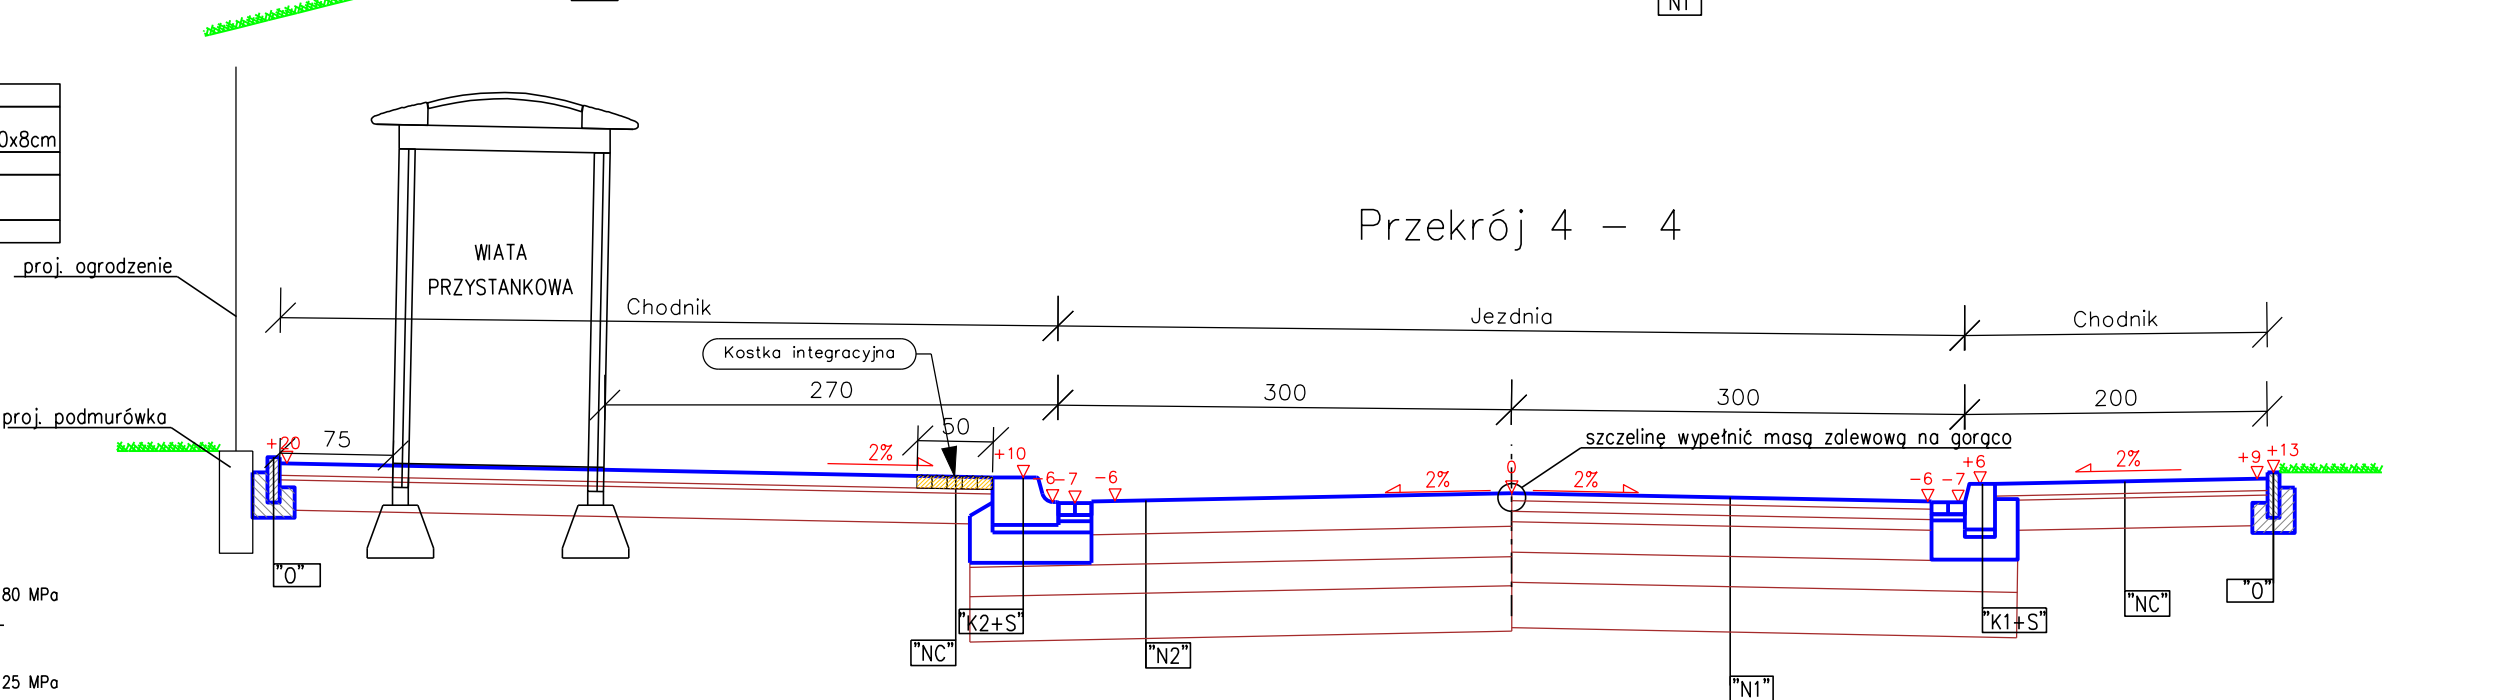 N1
0x8cm
Przekrój 4 - 4
WIATA
PRZYSTANKOWA
proj. ogrodzenie
Chodnik
Jezdnia
Chodnik
Kostka integracyjna
270
300
300
200
proj. podmurówka
75
50
+20
2%
+10
-6
-7
-6
2%
0
2%
szczelinę wypełnić masą zalewową na gorąco
-6
-7
+6
2%
+9
+13
"O"
"K2+S"
"NC"
"N2"
"N1"
"K1+S"
"NC"
"O"
80 MPa
25 MPa